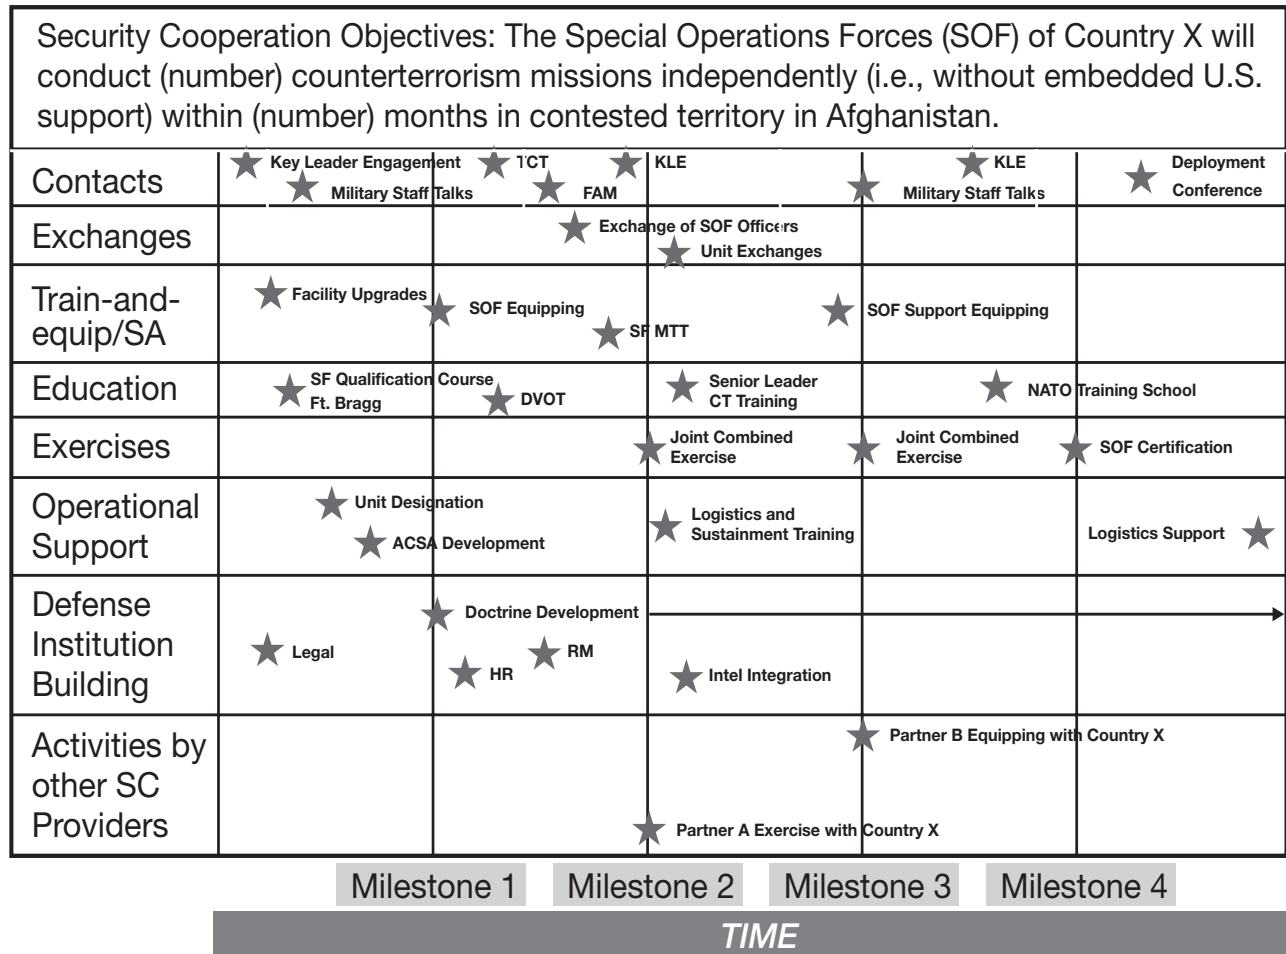 Security Cooperation Objectives: The Special Operations Forces (SOF) of Country X will
conduct (number) counterterrorism missions independently (i.e., without embedded U.S.
support) within (number) months in contested territory in Afghanistan.
Contacts
Key Leader Engagement
TCT
KLE
KLE
Deployment
Conference
Military Staff Talks
FAM
Military Staff Talks
Exchanges
Exchange of SOF Officers
Unit Exchanges
Train-and-
equip/SA
Facility Upgrades
SOF Equipping
SF MTT
SOF Support Equipping
Education
SF Qualification Course
Ft. Bragg
DVOT
Senior Leader
CT Training
NATO Training School
Exercises
Joint Combined
Exercise
Joint Combined
Exercise
SOF Certification
Operational
Support
Unit Designation
ACSA Development
Logistics and
Sustainment Training
Logistics Support
Defense
Institution
Building
Doctrine Development
Legal
HR
RM
Intel Integration
Activities by
other SC
Providers
Partner B Equipping with Country X
Partner A Exercise with Country X
Milestone 1
Milestone 2
Milestone 3
Milestone 4
TIME